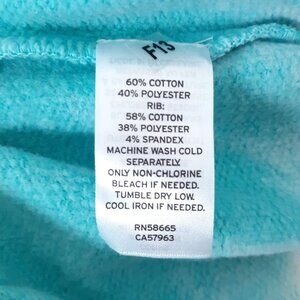 F13
60% COTTON
40% POLYESTER
RIB:
58% COTTON
38% POLYESTER
4% SPANDEX
MACHINE WASH COLD
SEPARATELY.
ONLY NON-CHLORINE
BLEACH IF NEEDED.
TUMBLE DRY LOW.
COOL IRON IF NEEDED.
RN58665
CA57963